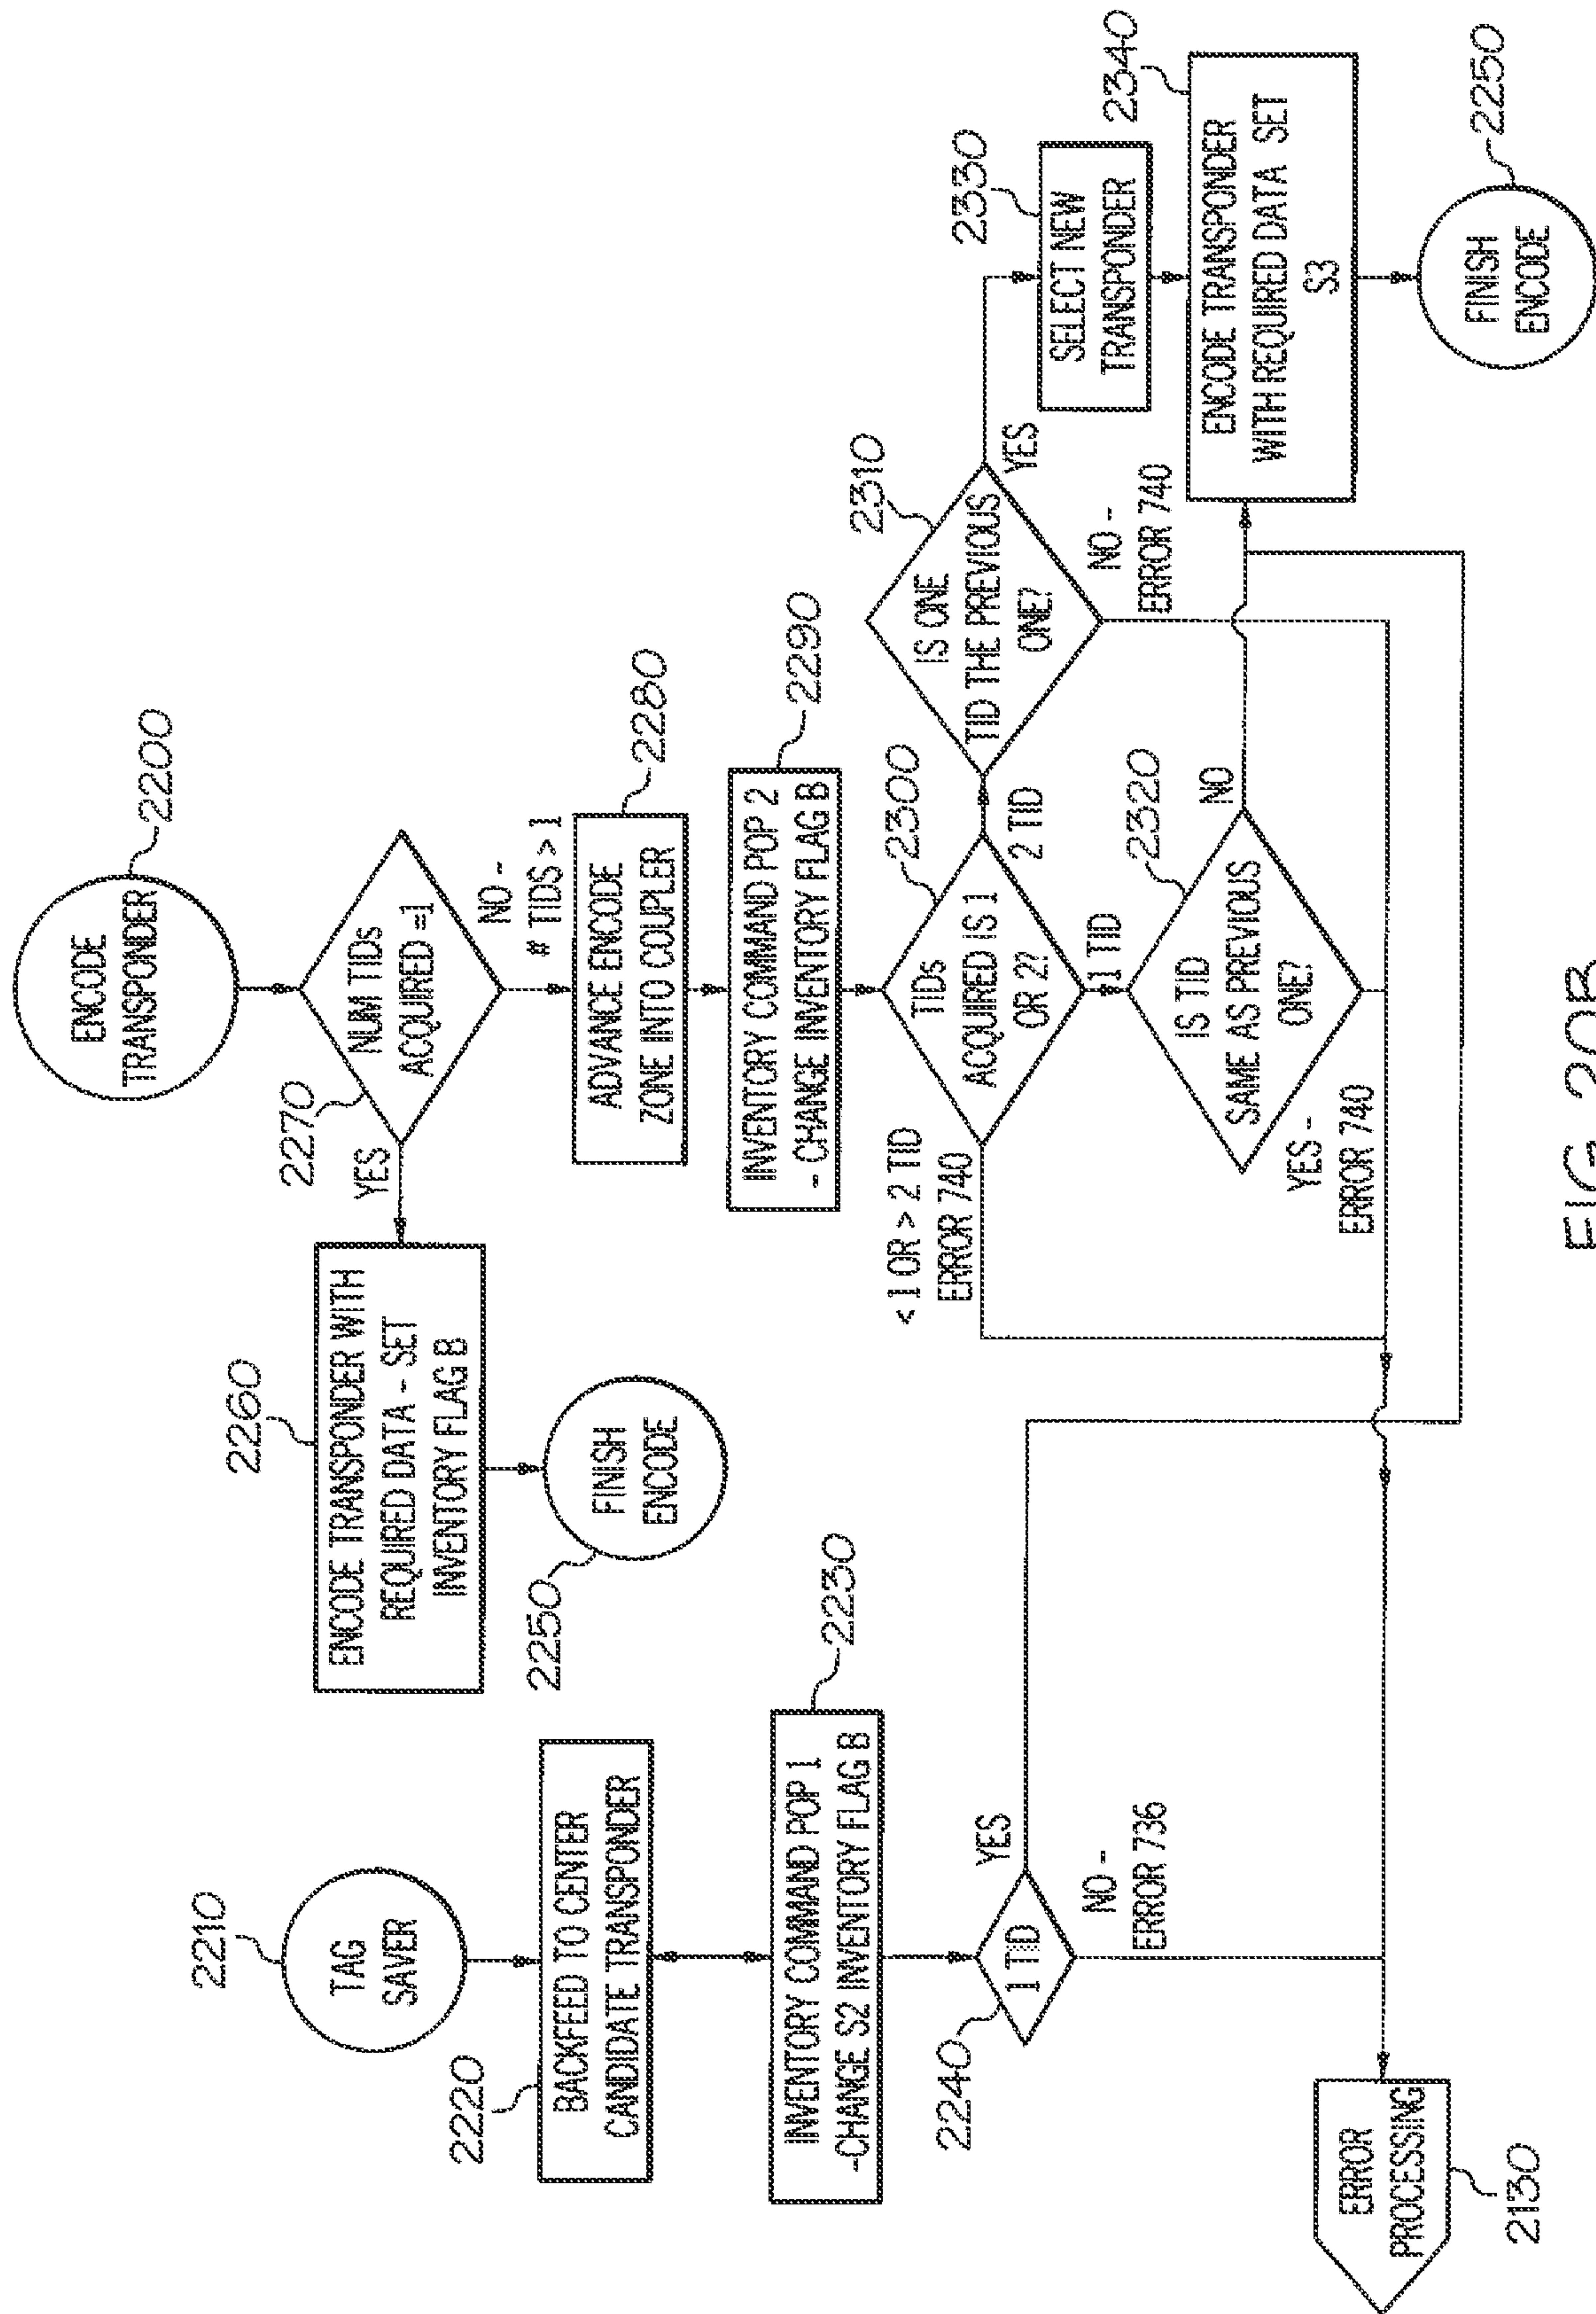 ENCODE
TRANSPONDER
2200
2270
NUM TIDs
ACQUIRED =1
YES
NO -
# TIDS > 1
2260
ENCODE TRANSPONDER WITH
REQUIRED DATA - SET
INVENTORY FLAG B
2250
FINISH
ENCODE
ADVANCE ENCODE
ZONE INTO COUPLER
2280
INVENTORY COMMAND POP 2
- CHANGE INVENTORY FLAG B
2290
2210
TAG
SAVER
2220
BACKFEED TO CENTER
CANDIDATE TRANSPONDER
INVENTORY COMMAND POP 1
-CHANGE S2 INVENTORY FLAG B
2230
2240
1 TID
YES
NO -
ERROR 736
2300
TIDs
ACQUIRED IS 1
OR 2?
< 1 OR > 2 TID
ERROR 740
2 TID
1 TID
2310
IS ONE
TID THE PREVIOUS
ONE?
YES
NO -
ERROR 740
2320
IS TID
SAME AS PREVIOUS
ONE?
NO
YES -
ERROR 740
2330
SELECT NEW
TRANSPONDER
2340
ENCODE TRANSPONDER
WITH REQUIRED DATA SET
S3
2250
FINISH
ENCODE
ERROR
PROCESSING
2130
FIG. 20B